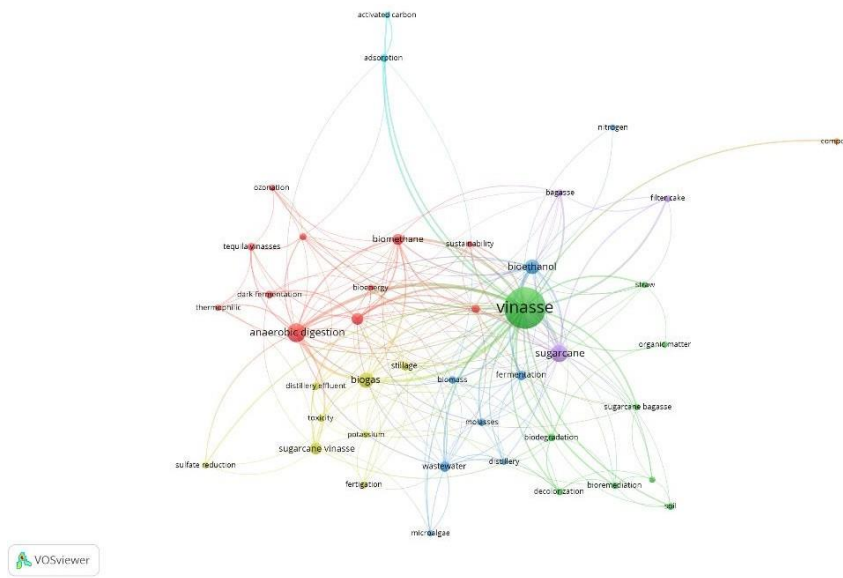 activated carbon
adsorption
nitrogen
compo
ozonation
bagasse
filter cake
tequila vinasses
biomethane
sustainability
bioethanol
dark fermentation
bioenergy
straw
thermophilic
vinasse
anaerobic digestion
organic matter
stillage
sugarcane
distillery effluent
biogas
biomass
fermentation
toxicity
molasses
sugarcane bagasse
potassium
biodegradation
sugarcane vinasse
sulfate reduction
wastewater
distillery
fertigation
decolorization
bioremediation
soil
microalgae
VOSviewer